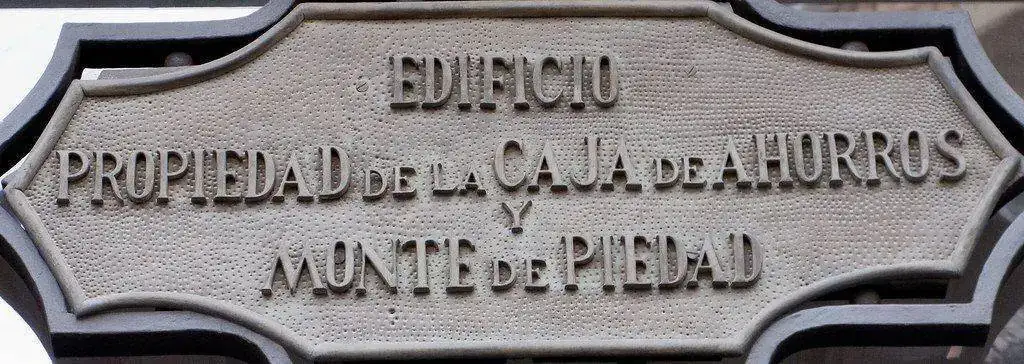 EDIFICIO
PROPIEDAD DE LA CAJA DE AHORROS
Y
MONTE DE PIEDAD